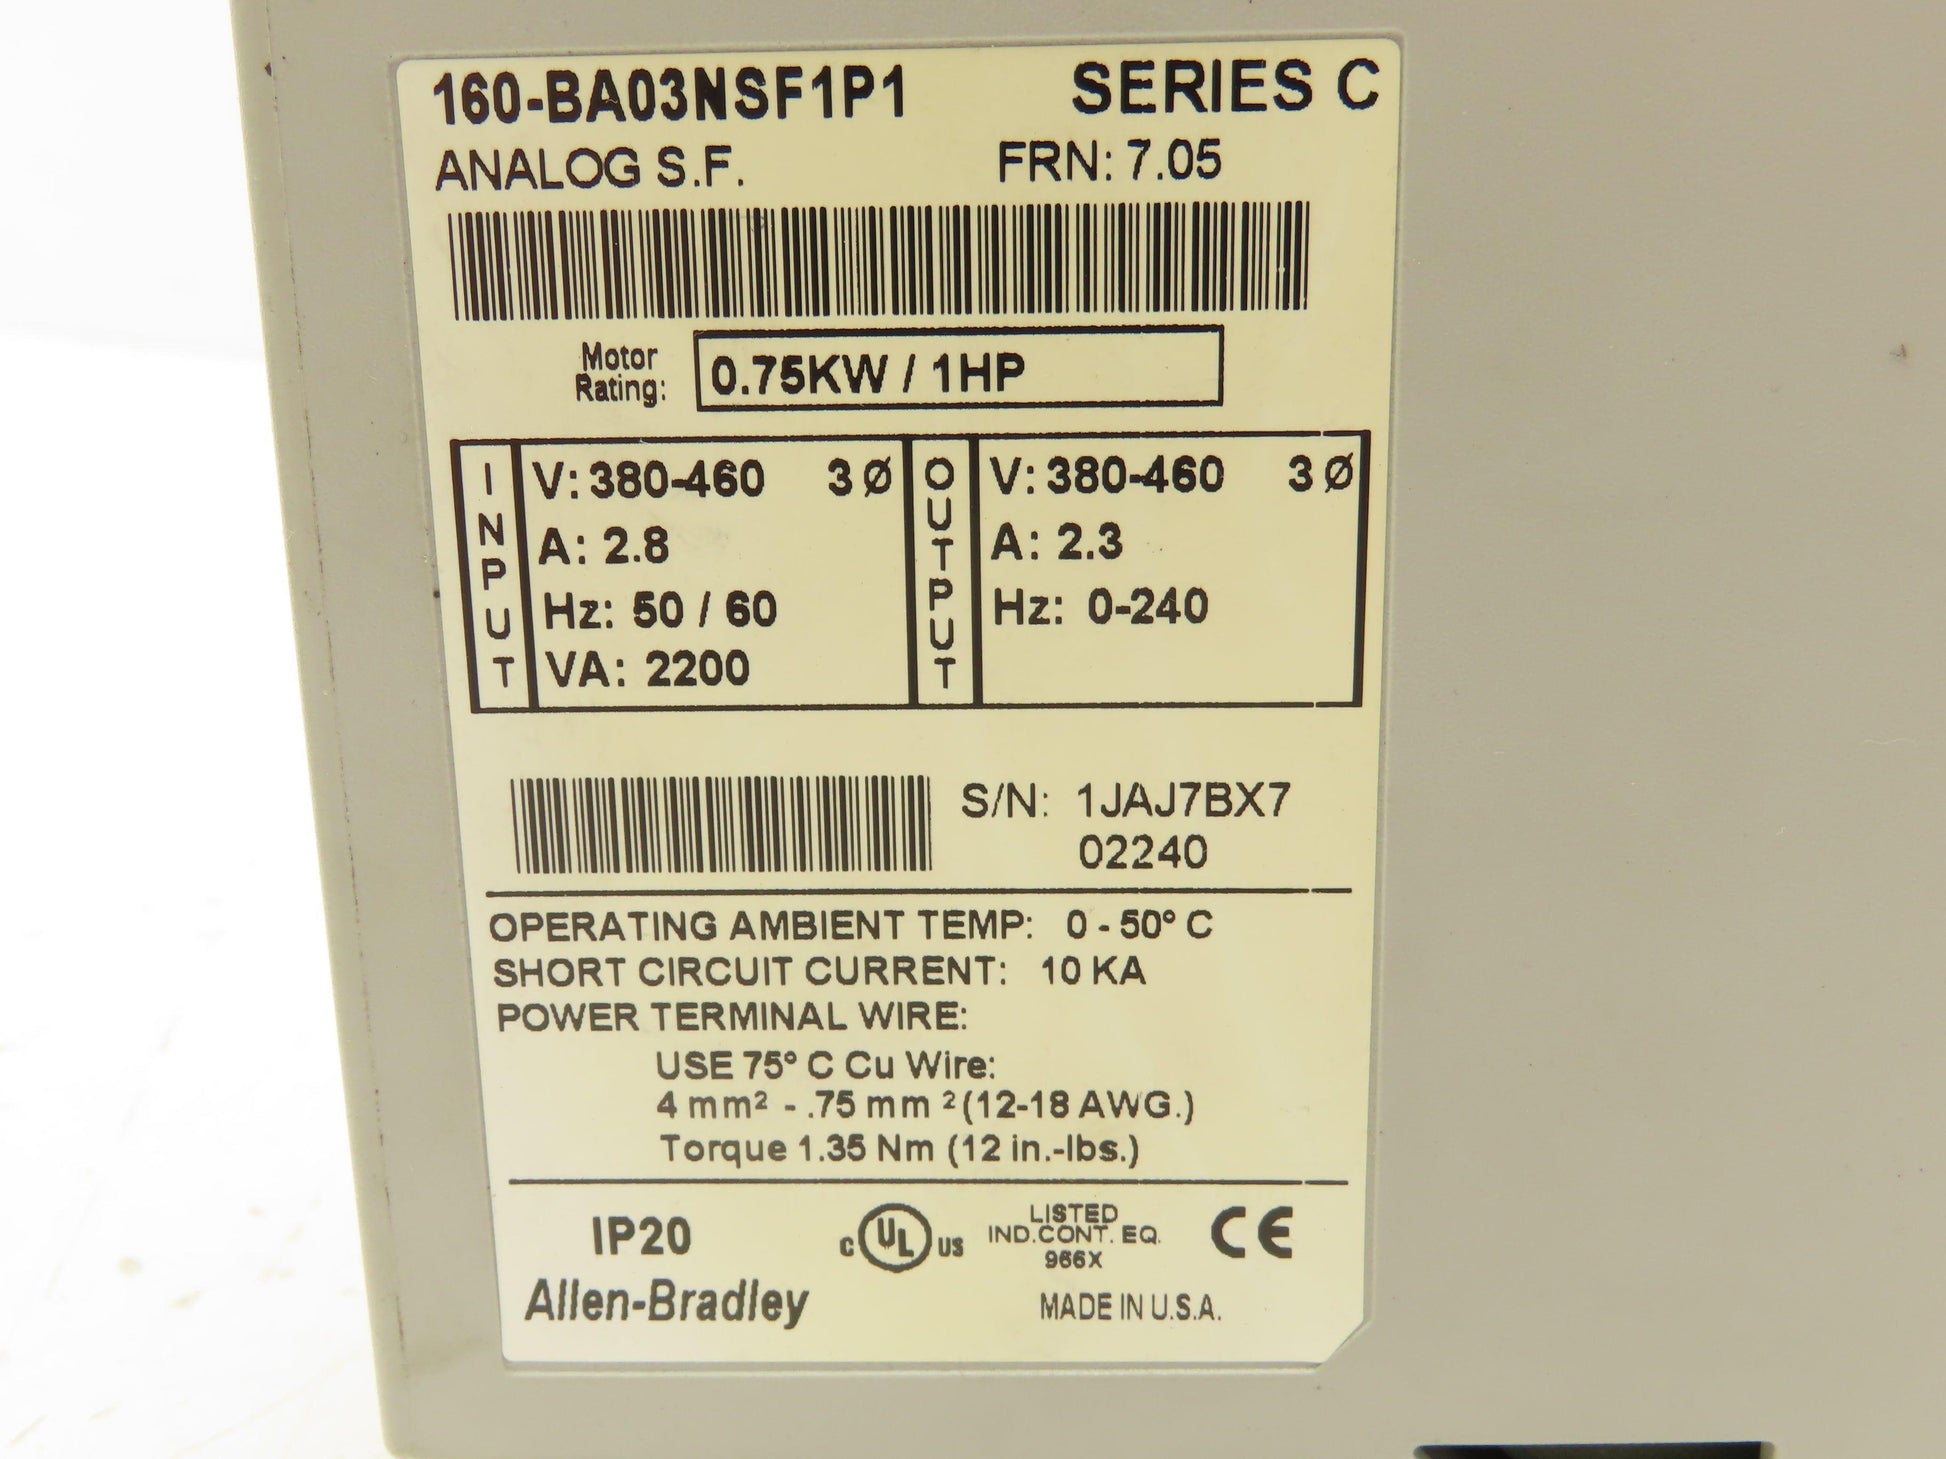 160-BA03NSF1P1 SERIES C
ANALOG S.F. FRN: 7.05
Motor Rating: 0.75KW / 1HP
INPUT
V: 380-460 3Ø
A: 2.8
Hz: 50 / 60
VA: 2200
OUTPUT
V: 380-460 3Ø
A: 2.3
Hz: 0-240
S/N: 1JAJ7BX7
02240
OPERATING AMBIENT TEMP: 0 - 50° C
SHORT CIRCUIT CURRENT: 10 KA
POWER TERMINAL WIRE:
USE 75° C Cu Wire:
4 mm² - .75 mm ² (12-18 AWG.)
Torque 1.35 Nm (12 in.-lbs.)
IP20
c UL us
LISTED
IND.CONT. EQ.
966X
CE
Allen-Bradley
MADE IN U.S.A.